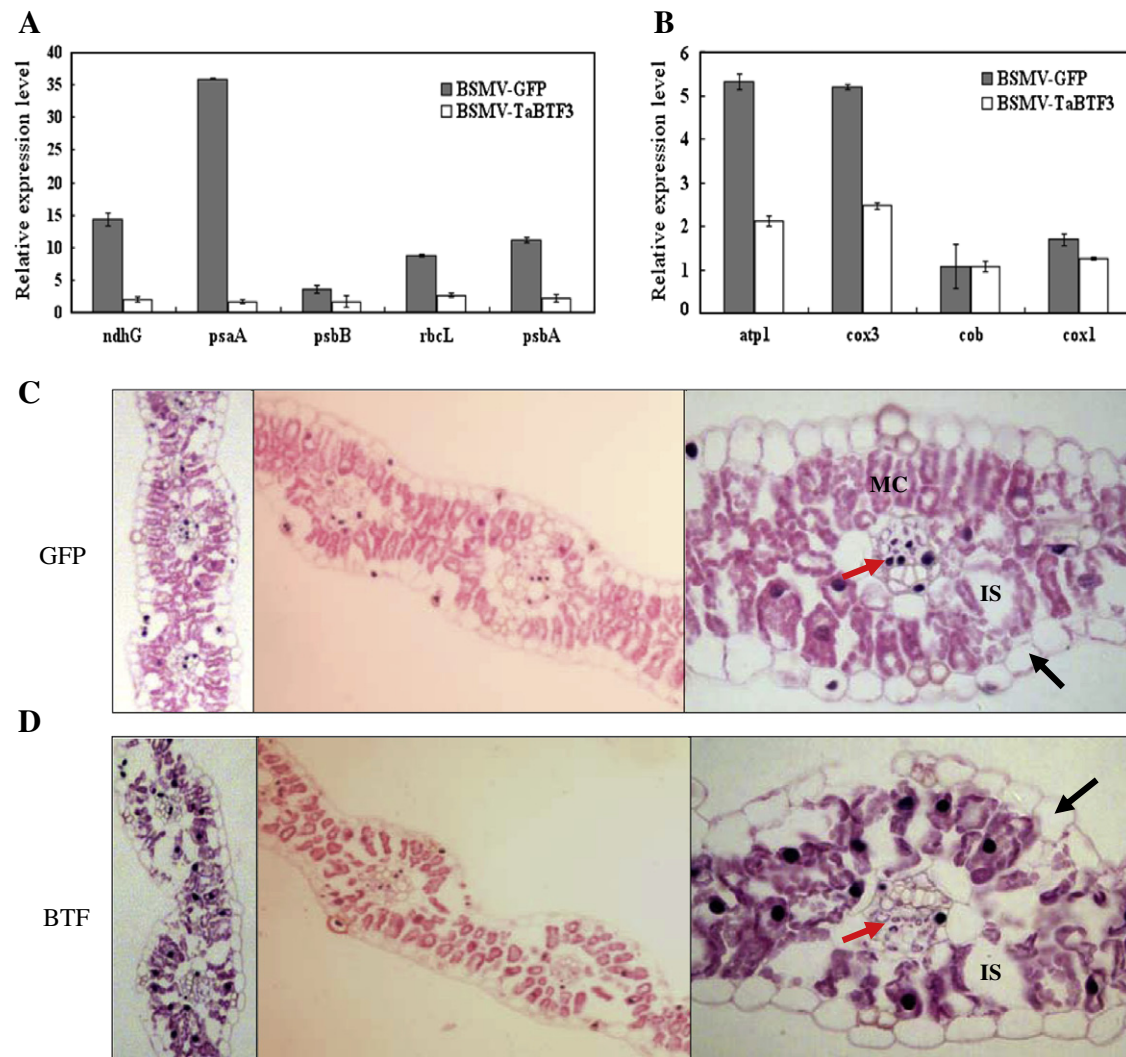 A
B
Relative expression level
40
35
30
25
20
15
10
5
0
BSMV-GFP
BSMV-TaBTF3
ndhG psaA psbB rbcL psbA
Relative expression level
6
5
4
3
2
1
0
BSMV-GFP
BSMV-TaBTF3
atp1 cox3 cob cox1
C
GFP
MC
IS
D
BTF
IS